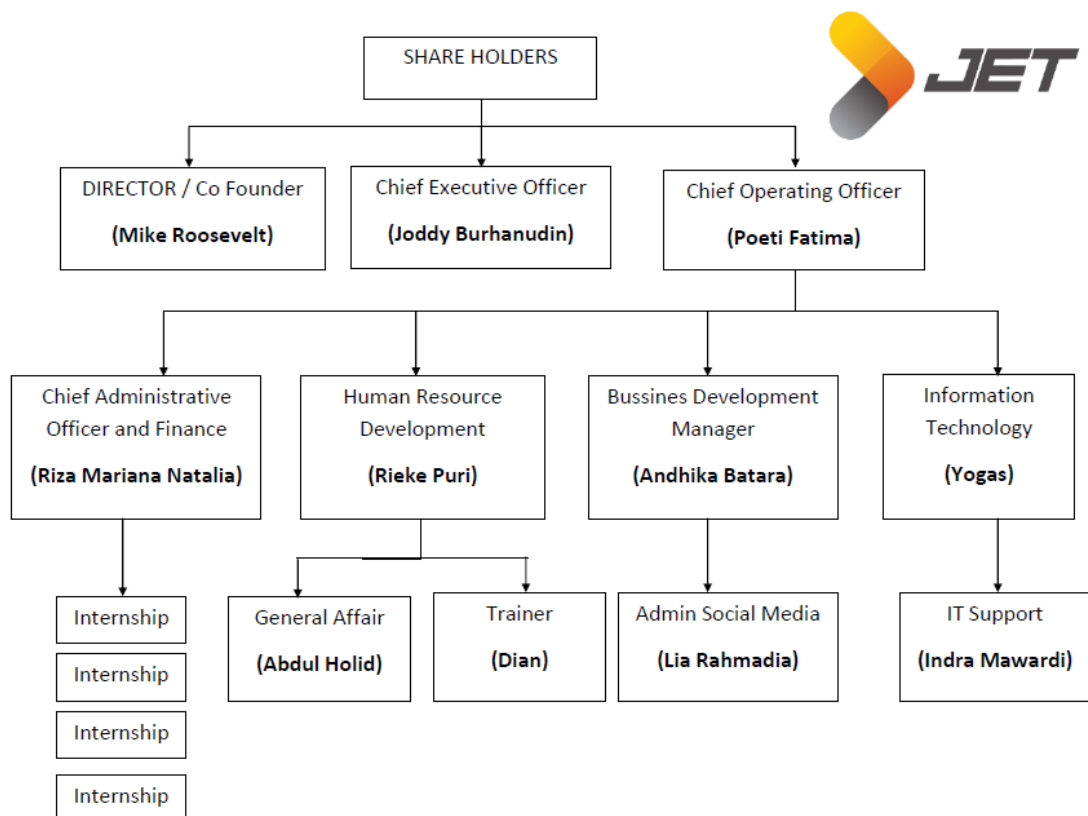 SHARE HOLDERS
JET
DIRECTOR / Co Founder
(Mike Roosevelt)
Chief Executive Officer
(Joddy Burhanudin)
Chief Operating Officer
(Poeti Fatima)
Chief Administrative
Officer and Finance
(Riza Mariana Natalia)
Human Resource
Development
(Rieke Puri)
Bussines Development
Manager
(Andhika Batara)
Information
Technology
(Yogas)
Internship
Internship
Internship
Internship
General Affair
(Abdul Holid)
Trainer
(Dian)
Admin Social Media
(Lia Rahmadia)
IT Support
(Indra Mawardi)